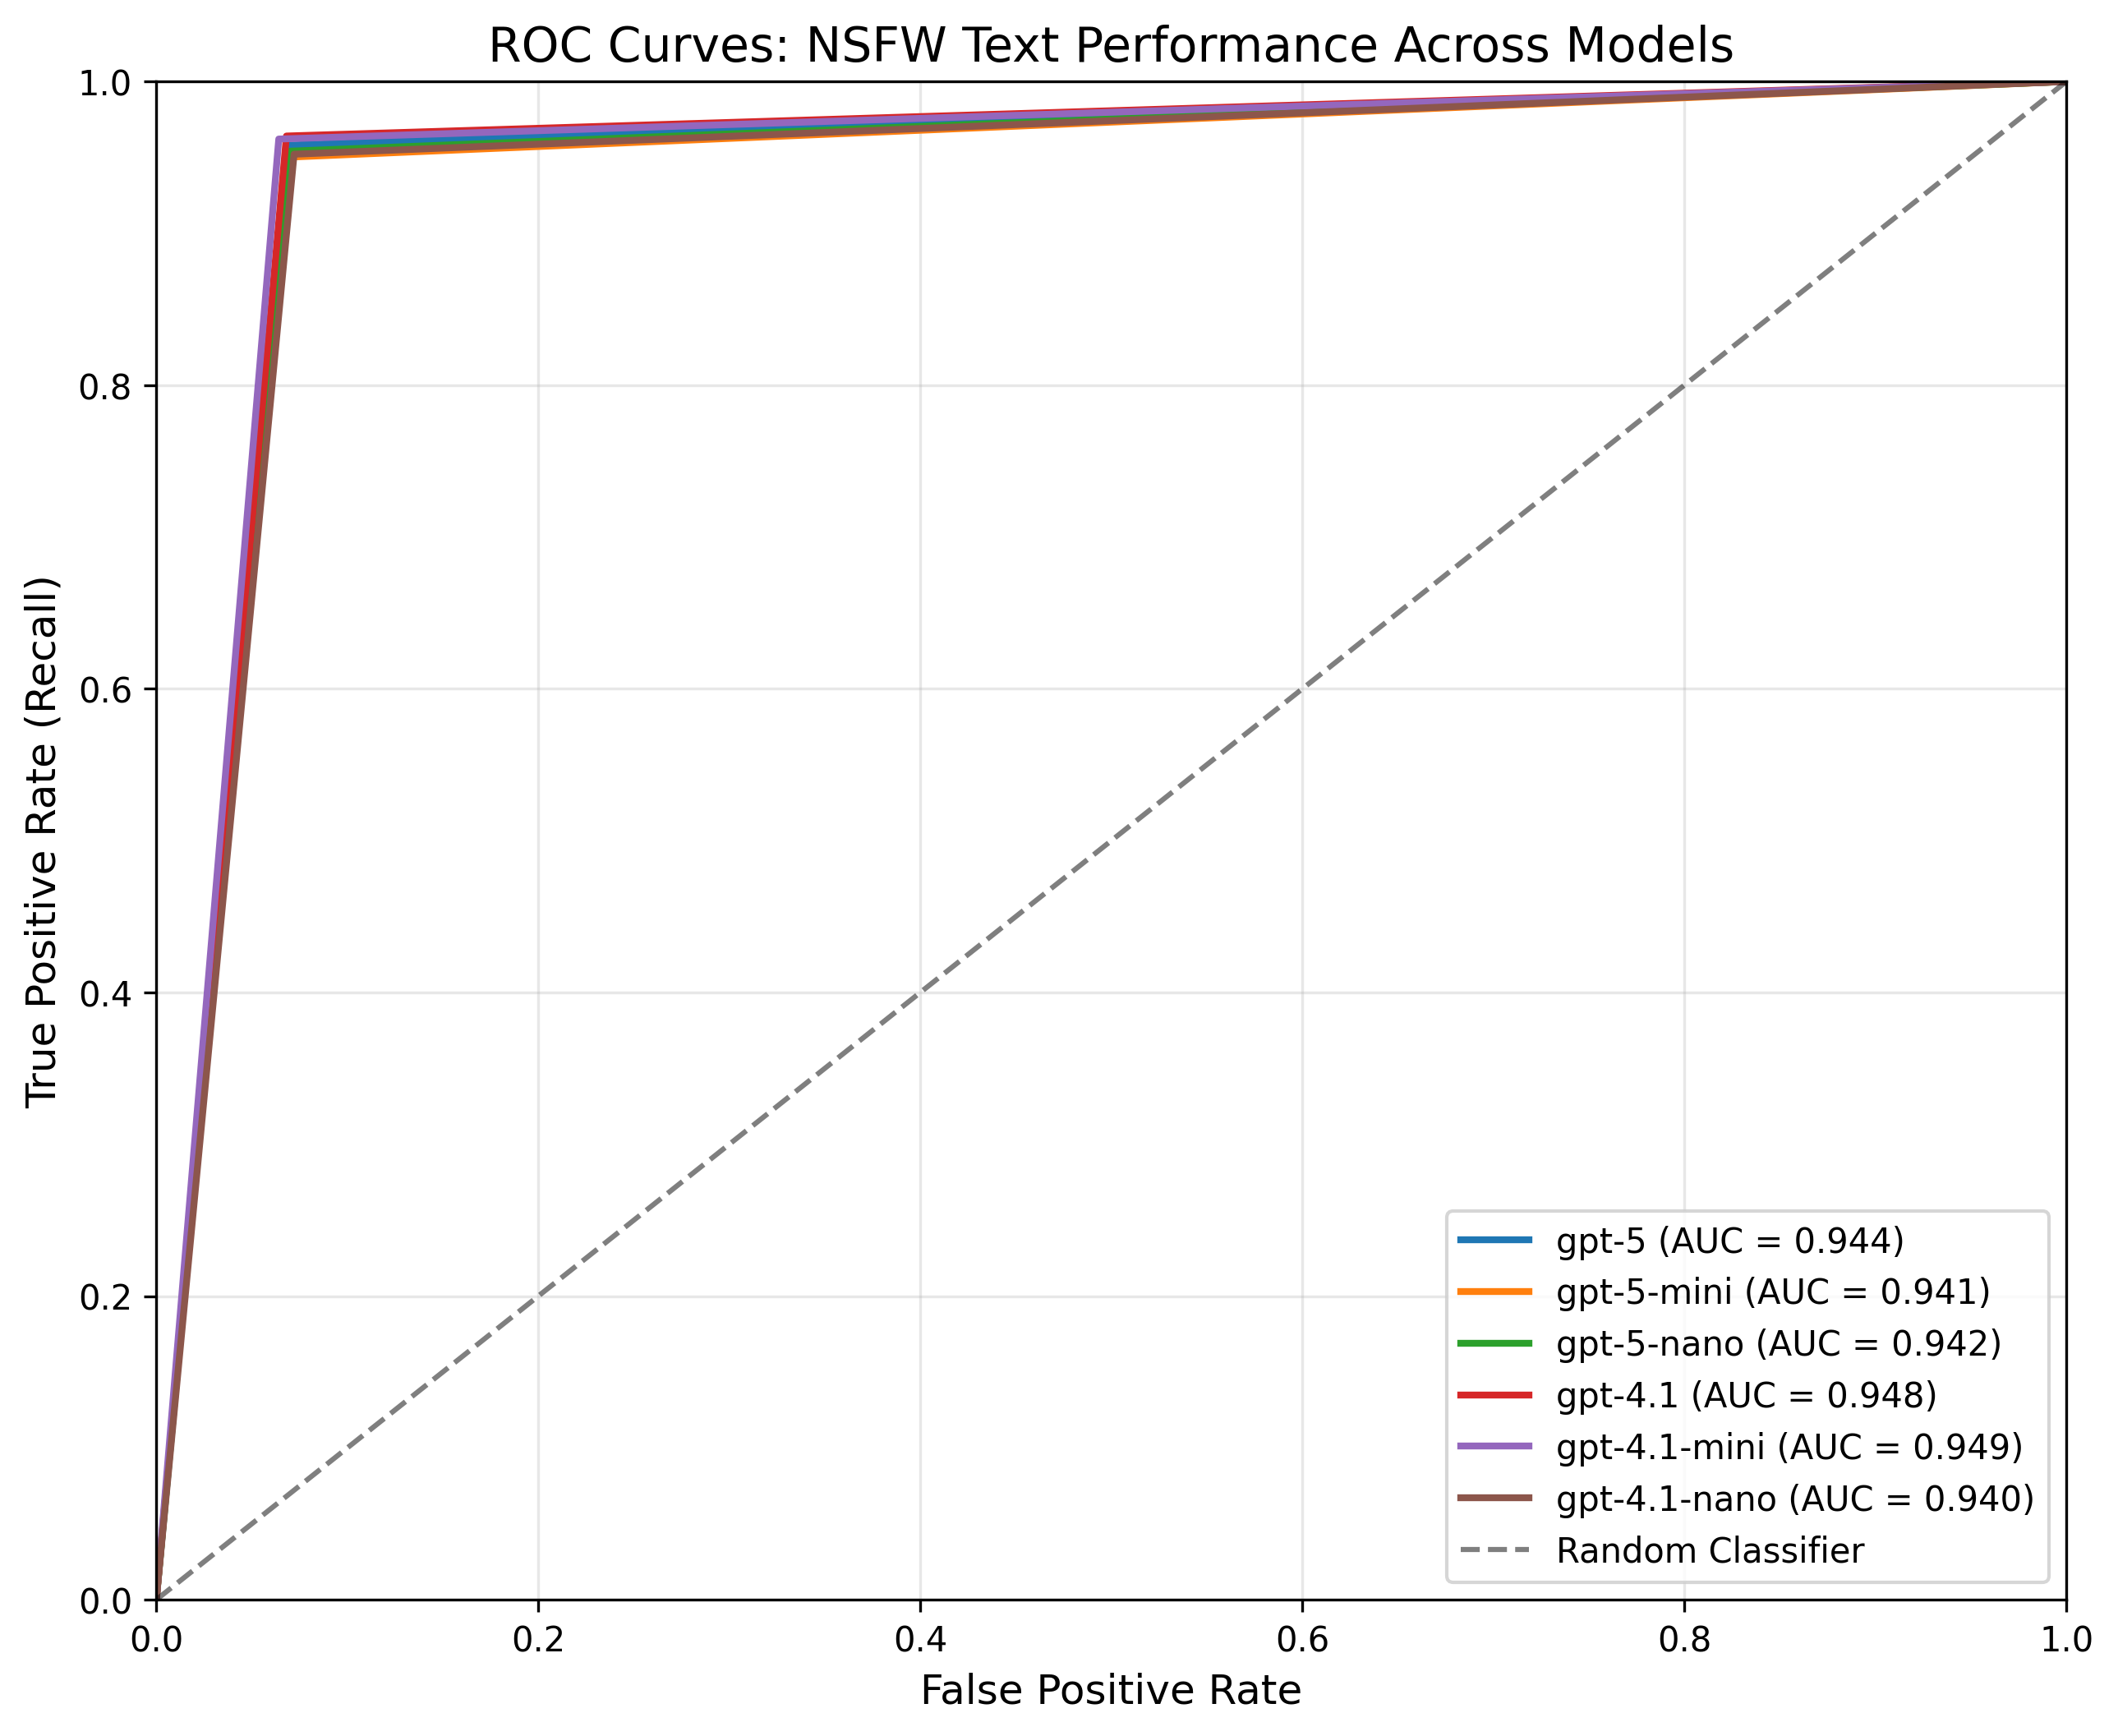 ROC Curves: NSFW Text Performance Across Models
1.0
0.8
0.6
0.4
0.2
0.0
True Positive Rate (Recall)
gpt-5 (AUC = 0.944)
gpt-5-mini (AUC = 0.941)
gpt-5-nano (AUC = 0.942)
gpt-4.1 (AUC = 0.948)
gpt-4.1-mini (AUC = 0.949)
gpt-4.1-nano (AUC = 0.940)
Random Classifier
0.0 0.2 0.4 0.6 0.8 1.0
False Positive Rate